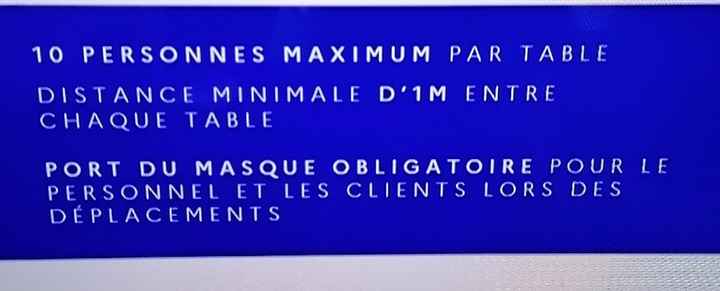 10 PERSONNES MAXIMUM PAR TABLE
DISTANCE MINIMALE D'1M ENTRE
CHAQUE TABLE
PORT DU MASQUE OBLIGATOIRE POUR LE
PERSONNEL ET LES CLIENTS LORS DES
DÉPLACEMENTS